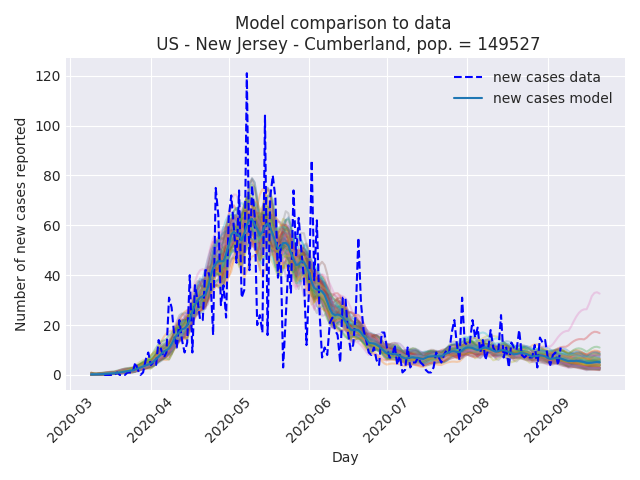 Model comparison to data
US - New Jersey - Cumberland, pop. = 149527
new cases data
new cases model
Number of new cases reported
120
100
80
60
40
20
0
2020-03
2020-04
2020-05
2020-06
2020-07
2020-08
2020-09
Day